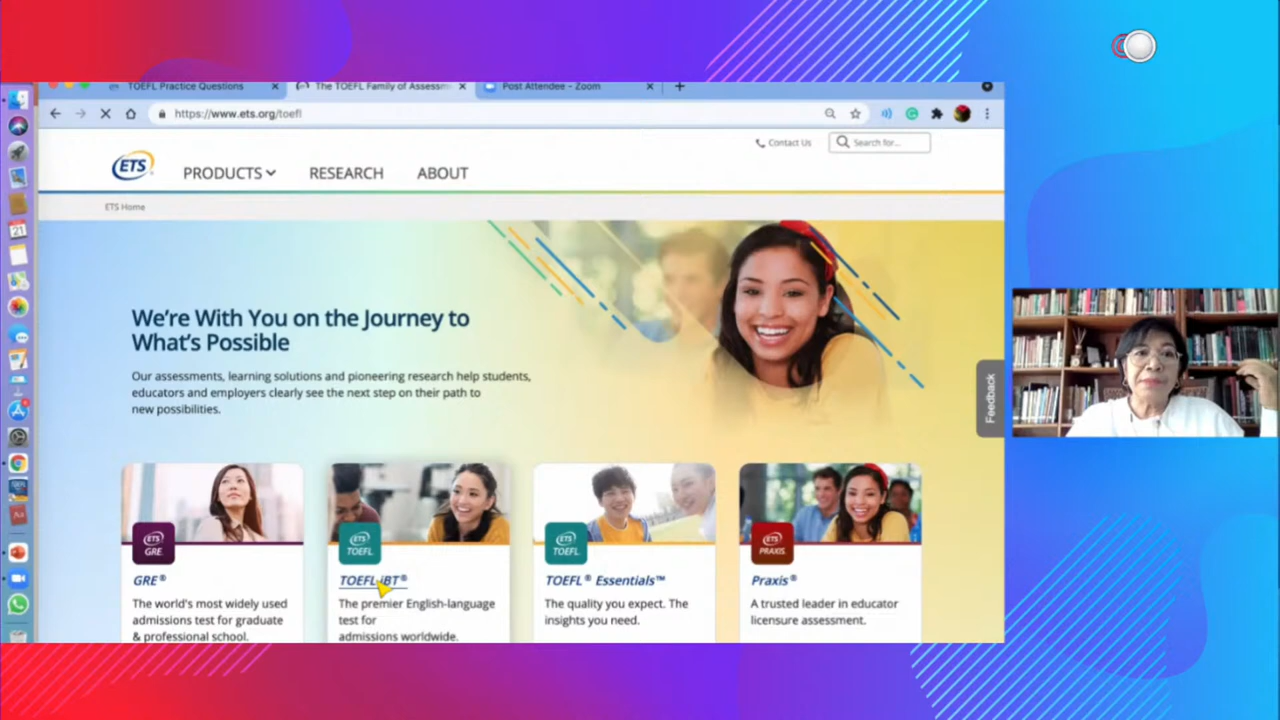 TOEFL Practice Questions
The TOEFL Family of Assessm
Post Attendee - Zoom
https://www.ets.org/toefl
Contact Us
Search for...
ETS
PRODUCTS
RESEARCH
ABOUT
ETS Home
We're With You on the Journey to
What's Possible
Our assessments, learning solutions and pioneering research help students,
educators and employers clearly see the next step on their path to
new possibilities.
Feedback
ETS
GRE.
GRE®
The world's most widely used
admissions test for graduate
& professional school.
ETS
TOEFL
TOEFL iBT®
The premier English-language
test for
admissions worldwide.
ETS
TOEFL
TOEFL® Essentials™
The quality you expect. The
insights you need.
ETS
PRAXIS.
Praxis®
A trusted leader in educator
licensure assessment.
21